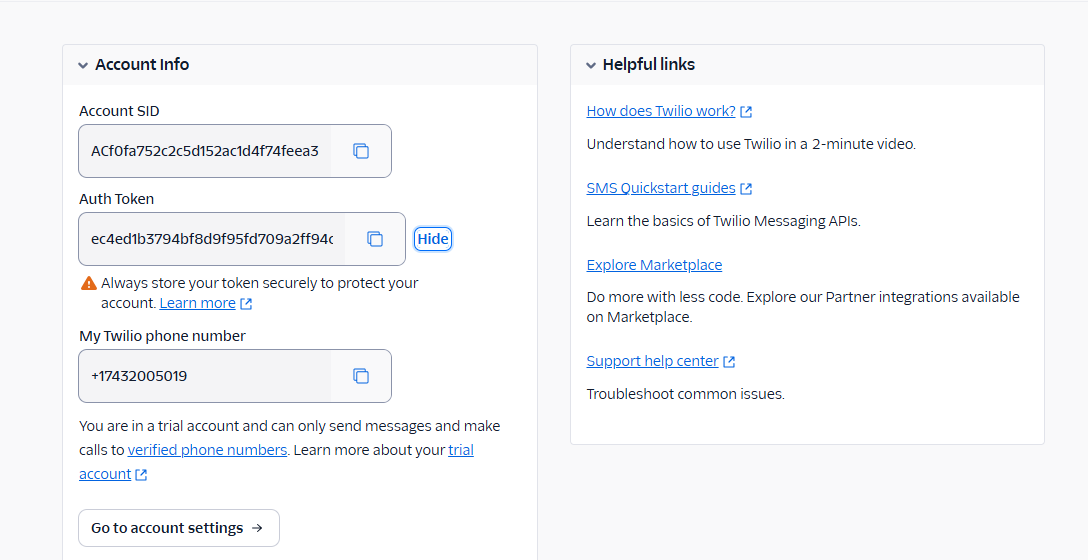 Account Info
Account SID
ACf0fa752c2c5d152ac1d4f74feea3
Auth Token
ec4ed1b3794bf8d9f95fd709a2ff94
Hide
Always store your token securely to protect your
account. Learn more
My Twilio phone number
+17432005019
You are in a trial account and can only send messages and make
calls to verified phone numbers. Learn more about your trial
account
Go to account settings →
Helpful links
How does Twilio work?
Understand how to use Twilio in a 2-minute video.
SMS Quickstart guides
Learn the basics of Twilio Messaging APIs.
Explore Marketplace
Do more with less code. Explore our Partner integrations available
on Marketplace.
Support help center
Troubleshoot common issues.